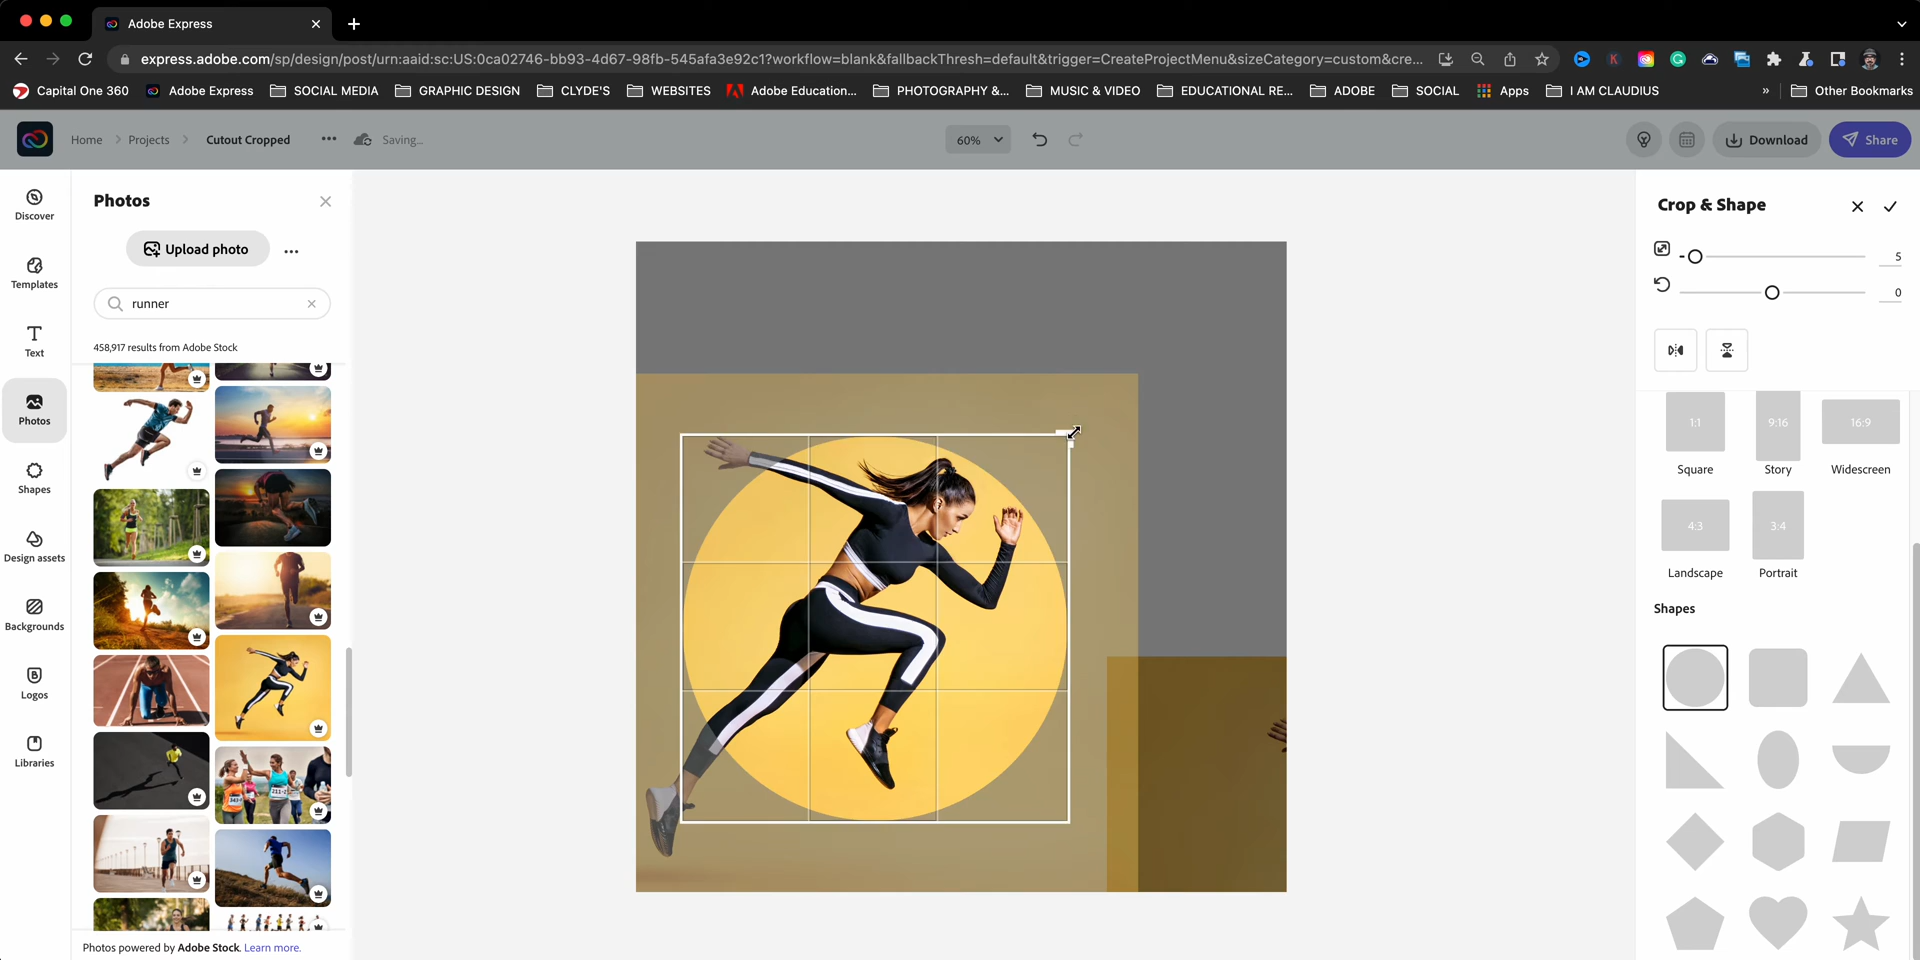 Adobe Express
express.adobe.com/sp/design/post/urn:aaid:sc:US:0ca02746-bb93-4d67-98fb-545afa3e92c1?workflow=blank&fallbackThresh=default&trigger=CreateProjectMenu&sizeCategory=custom&cre...
Capital One 360 Adobe Express SOCIAL MEDIA GRAPHIC DESIGN CLYDE'S WEBSITES Adobe Education... PHOTOGRAPHY &... MUSIC & VIDEO EDUCATIONAL RE... ADOBE SOCIAL Apps I AM CLAUDIUS » Other Bookmarks
Home Projects Cutout Cropped ... Saving... 60% Download Share
Discover
Templates
Text
Photos
Shapes
Design assets
Backgrounds
Logos
Libraries
Photos
Upload photo ...
runner
458,917 results from Adobe Stock
Photos powered by Adobe Stock. Learn more.
Crop & Shape
5
0
1:1 9:16 16:9
Square Story Widescreen
4:3 3:4
Landscape Portrait
Shapes